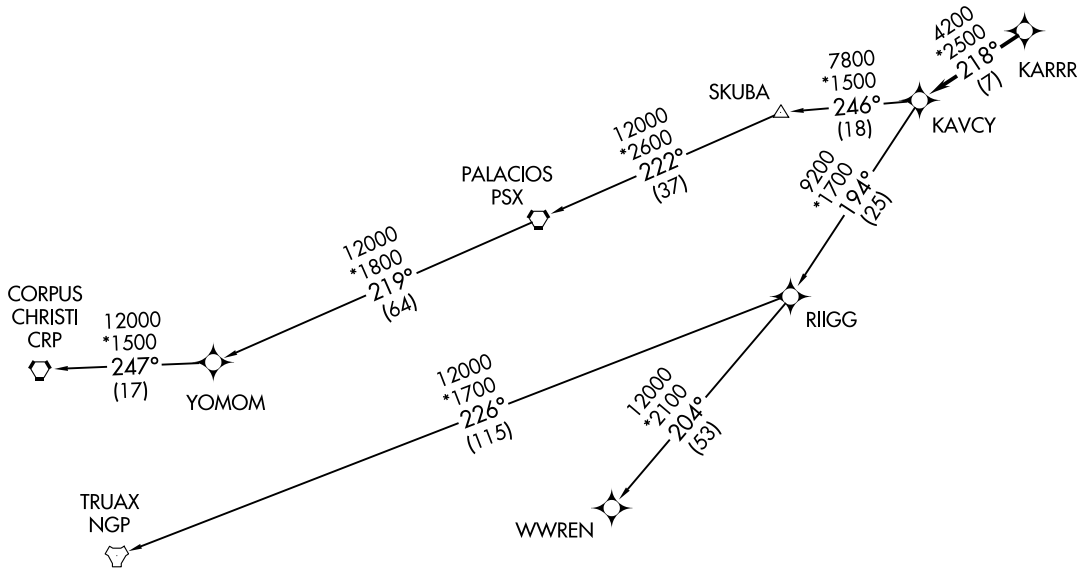 4200
*2500
218°
(7)
KARRR
7800
*1500
246°
(18)
SKUBA
KAVCY
12000
*2600
222°
(37)
PALACIOS
PSX
9200
*1700
194°
(25)
12000
*1800
219°
(64)
CORPUS
CHRISTI
CRP
12000
*1500
247°
(17)
YOMOM
RIIGG
12000
*1700
226°
(115)
12000
*2100
204°
(53)
TRUAX
NGP
WWREN